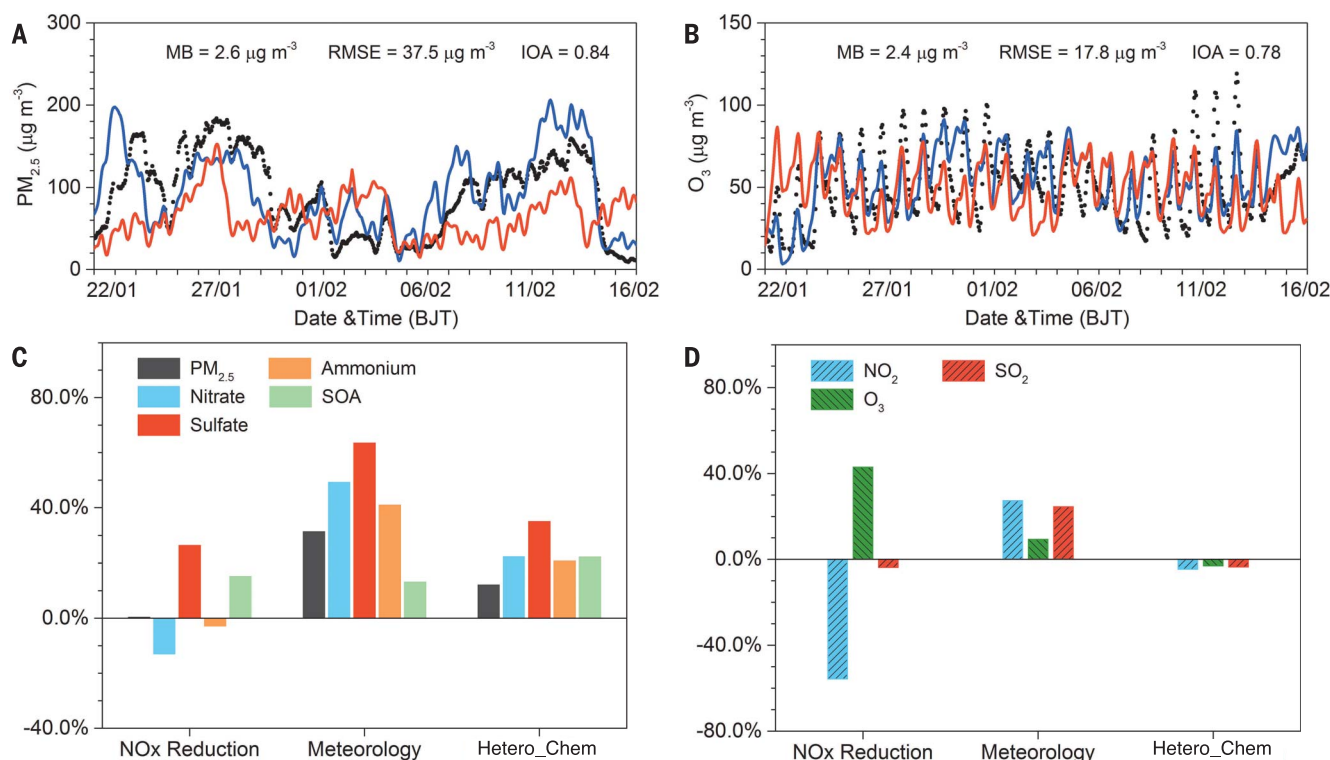 A
MB = 2.6 μg m⁻³ RMSE = 37.5 μg m⁻³ IOA = 0.84
PM₂.₅ (μg m⁻³)
300
200
100
0
22/01 27/01 01/02 06/02 11/02 16/02
Date &Time (BJT)
B
MB = 2.4 μg m⁻³ RMSE = 17.8 μg m⁻³ IOA = 0.78
O₃ (μg m⁻³)
150
100
50
0
22/01 27/01 01/02 06/02 11/02 16/02
Date &Time (BJT)
C
PM₂.₅ Ammonium
Nitrate SOA
Sulfate
80.0%
40.0%
0.0%
-40.0%
NOx Reduction Meteorology Hetero_Chem
D
NO₂ SO₂
O₃
80.0%
40.0%
0.0%
-40.0%
-80.0%
NOx Reduction Meteorology Hetero_Chem